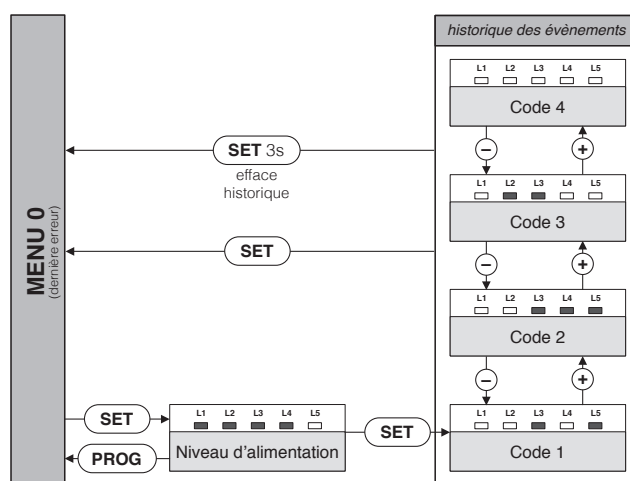 historique des évènements
L1 L2 L3 L4 L5
Code 4
SET 3s
efface
historique
− +
L1 L2 L3 L4 L5
Code 3
SET
− +
MENU 0
(dernière erreur)
L1 L2 L3 L4 L5
Code 2
− +
SET
L1 L2 L3 L4 L5
Niveau d'alimentation
PROG
SET
L1 L2 L3 L4 L5
Code 1